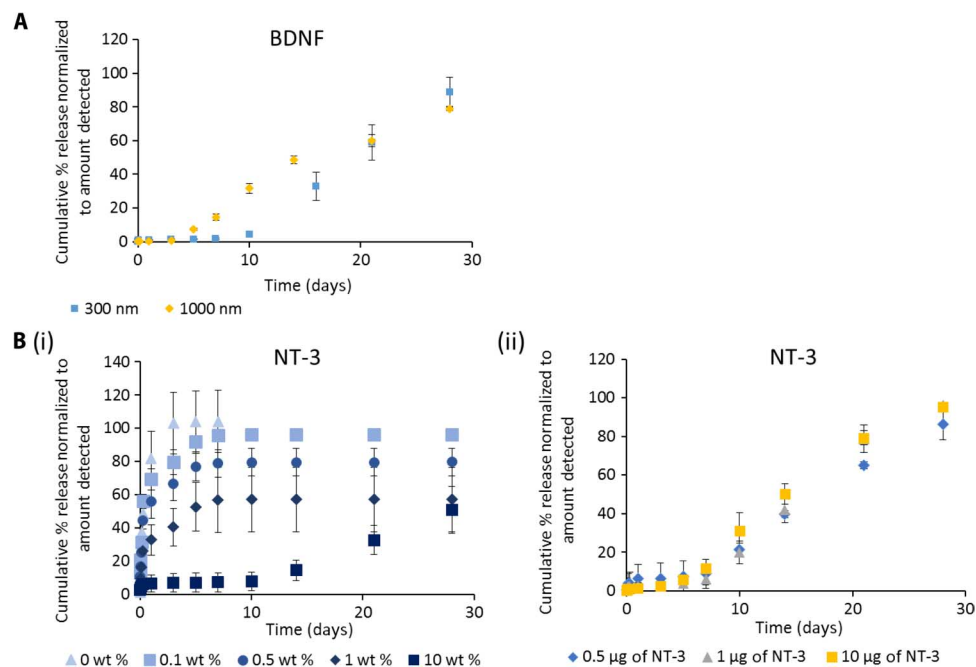 A
BDNF
Cumulative % release normalized
to amount detected
100
80
60
40
20
0
0 10 20 30
Time (days)
300 nm 1000 nm
B (i)
NT-3
Cumulative % release normalized to
amount detected
140
120
100
80
60
40
20
0
0 5 10 15 20 25 30
Time (days)
0 wt % 0.1 wt % 0.5 wt % 1 wt % 10 wt %
(ii)
NT-3
Cumulative % release normalized to
amount detected
120
100
80
60
40
20
0
0 10 20 30
Time (days)
0.5 µg of NT-3 1 µg of NT-3 10 µg of NT-3